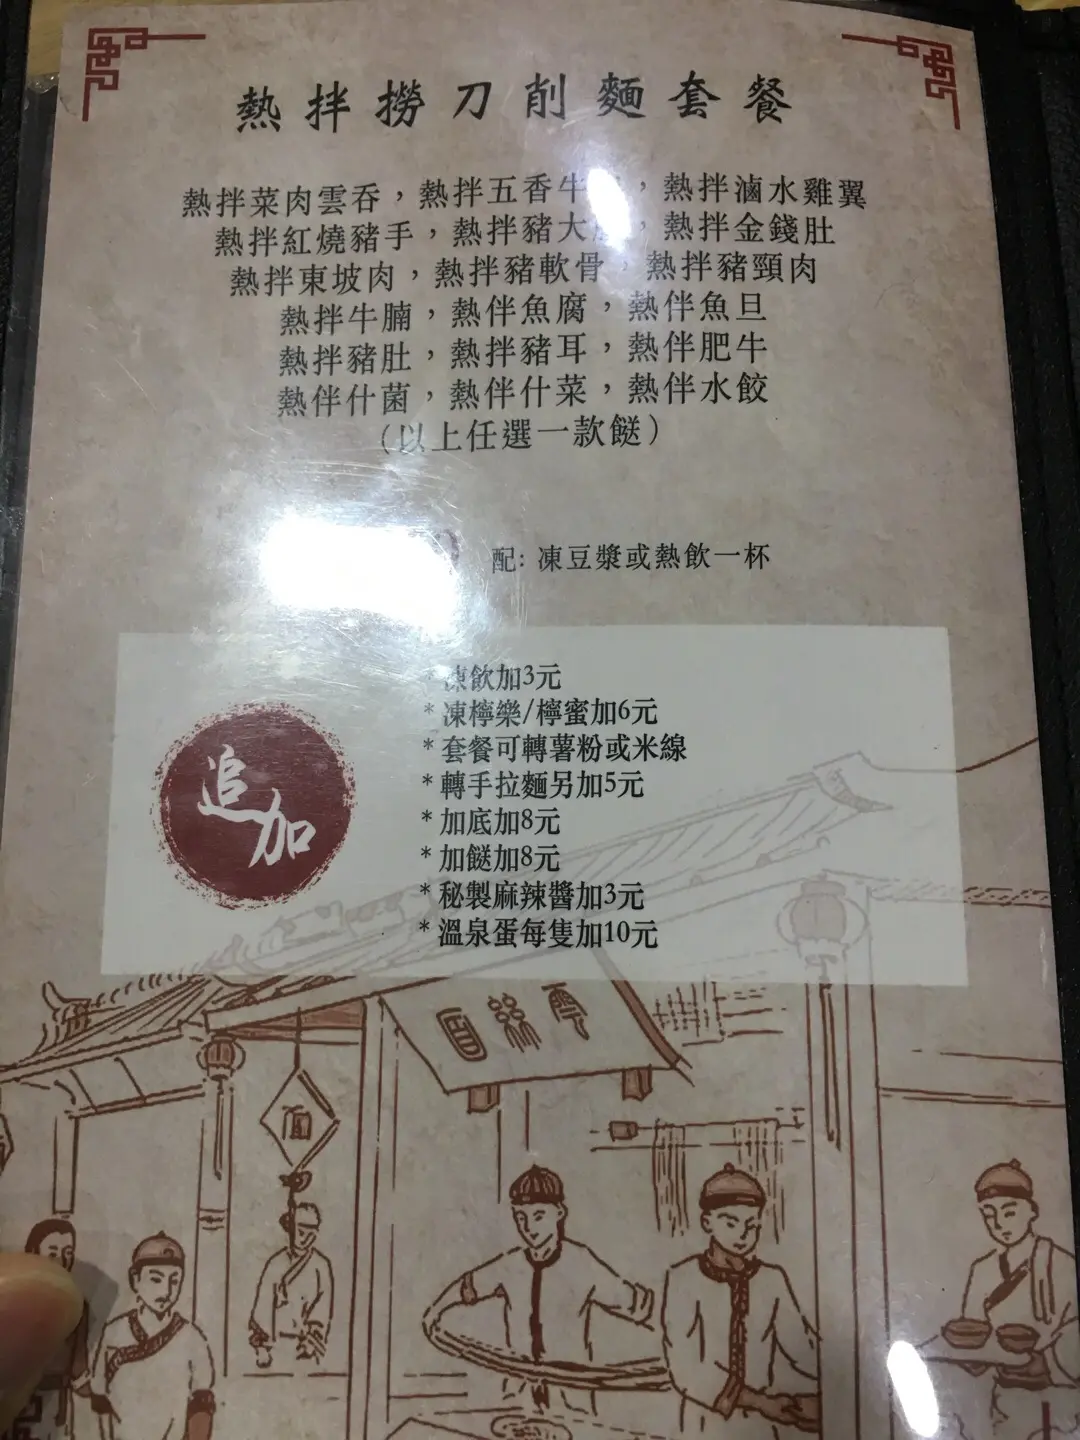 熱拌撈刀削麵套餐
熱拌菜肉雲吞，熱拌五香牛，熱拌滷水雞翼
熱拌紅燒豬手，熱拌豬大，熱拌金錢肚
熱拌東坡肉，熱拌豬軟骨，熱拌豬頸肉
熱拌牛腩，熱伴魚腐，熱伴魚旦
熱拌豬肚，熱拌豬耳，熱伴肥牛
熱伴什菌，熱伴什菜，熱伴水餃
（以上任選一款餸）
配: 凍豆漿或熱飲一杯
追加
* 凍飲加3元
* 凍檸樂/檸蜜加6元
* 套餐可轉薯粉或米線
* 轉手拉麵另加5元
* 加底加8元
* 加餸加8元
* 秘製麻辣醬加3元
* 溫泉蛋每隻加10元
面